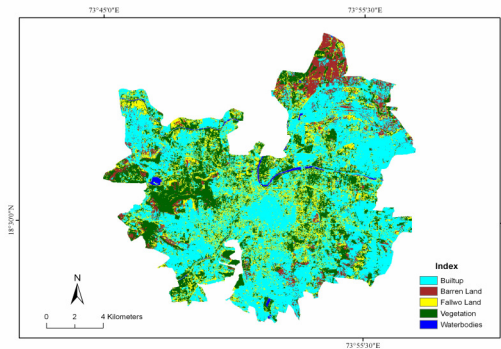 73°45'0"E
73°55'30"E
18°30'0"N
N
0 2 4 Kilometers
Index
Builtup
Barren Land
Fallwo Land
Vegetation
Waterbodies
73°55'30"E